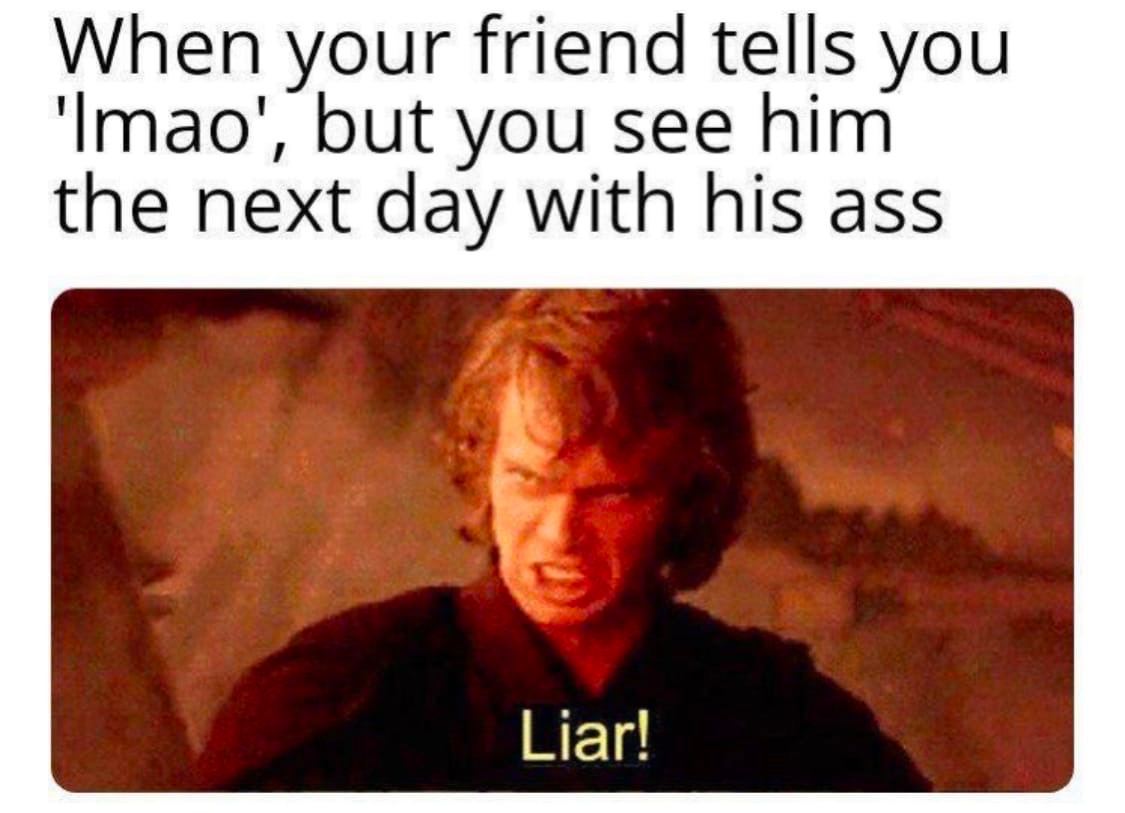 When your friend tells you
'lmao', but you see him
the next day with his ass
Liar!